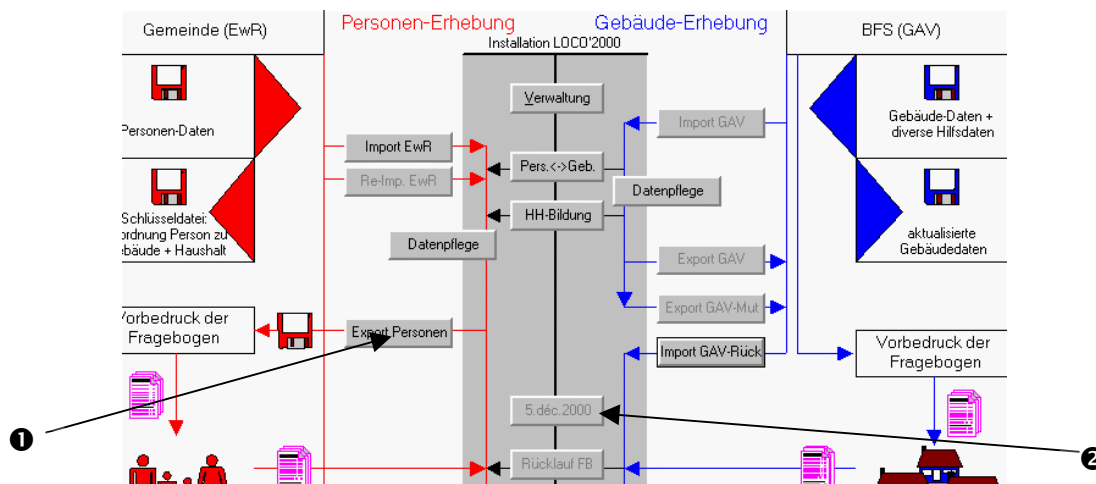 Personen-Erhebung
Gebäude-Erhebung
Gemeinde (EwR)
BFS (GAV)
Installation LOCO'2000
Verwaltung
Personen-Daten
Gebäude-Daten +
diverse Hilfsdaten
Import GAV
Import EwR
Pers.<->Geb.
Re-Imp. EwR
Datenpflege
HH-Bildung
Schlüsseldatei:
ordnung Person zu
ebäude + Haushalt
Datenpflege
aktualisierte
Gebäudedaten
Export GAV
Export GAV-Mut
Vorbedruck der
Fragebogen
Export Personen
Import GAV-Rück
Vorbedruck der
Fragebogen
5.déc.2000
❶
❷
Rücklauf FB